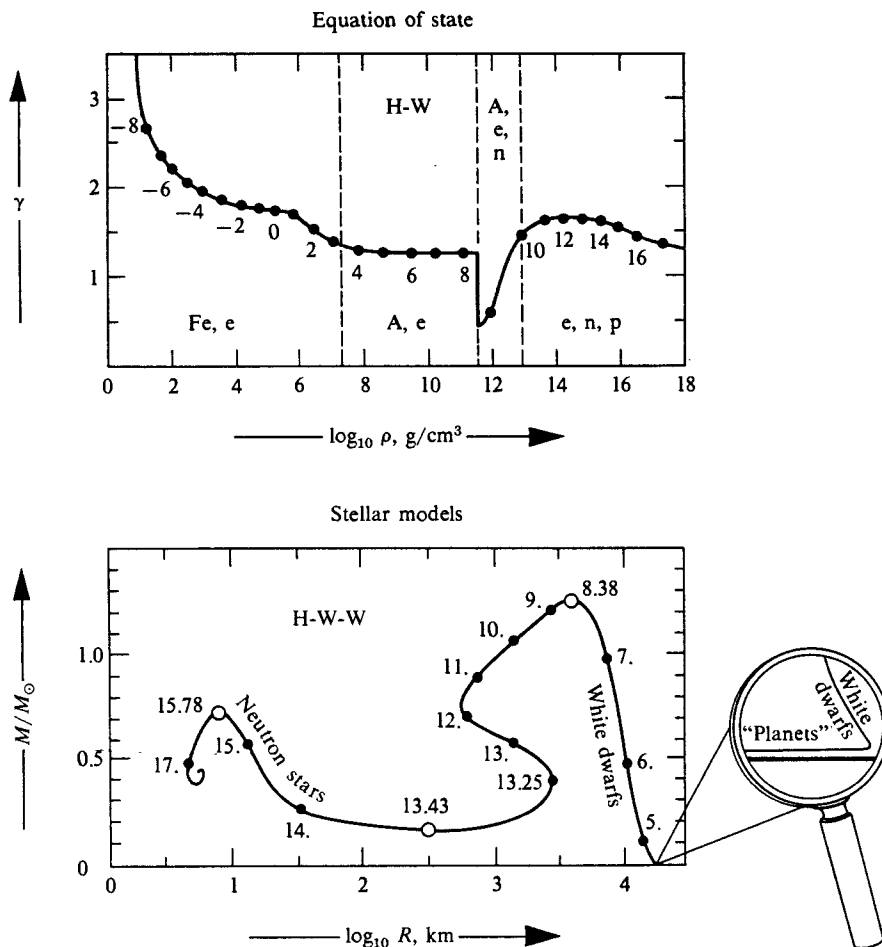 Equation of state
3
2
1
γ
H-W
A,
e,
n
−8
−6
−4
−2
0
2
4
6
8
10
12
14
16
Fe, e
A, e
e, n, p
0 2 4 6 8 10 12 14 16 18
log₁₀ ρ, g/cm³
Stellar models
M/M☉
1.0
0.5
0
H-W-W
8.38
9.
10.
11.
12.
13.
13.25
13.43
14.
15.
15.78
17.
7.
6.
5.
Neutron stars
White dwarfs
"Planets"
White
dwarfs
0 1 2 3 4
log₁₀ R, km